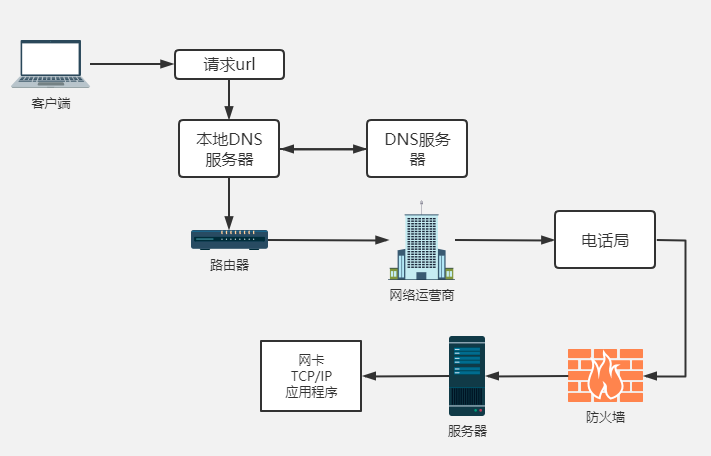 请求url
客户端
本地DNS
服务器
DNS服务
器
路由器
网络运营商
电话局
网卡
TCP/IP
应用程序
服务器
防火墙